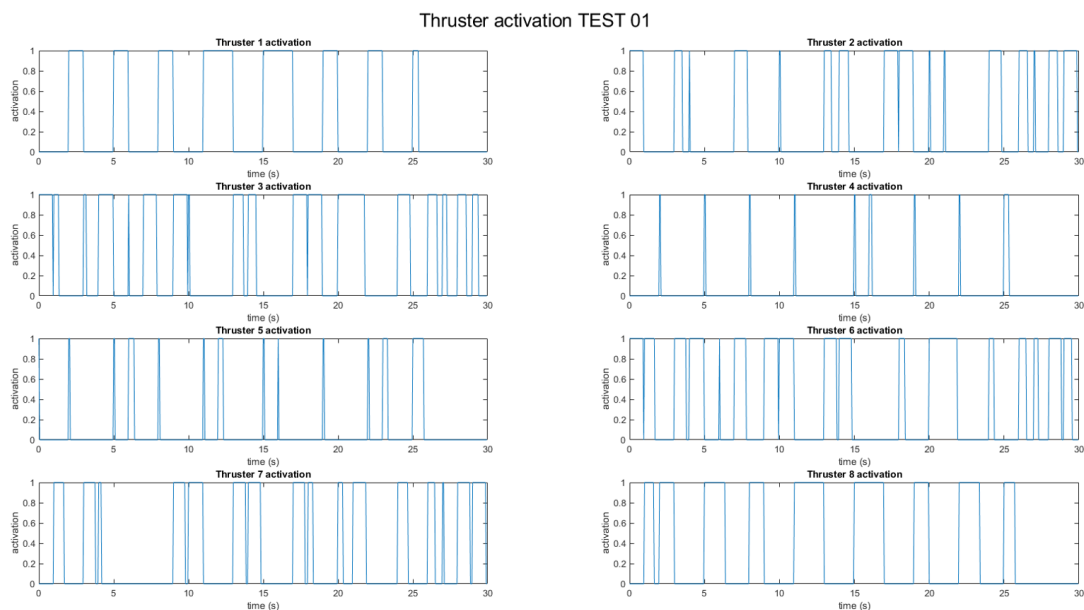 Thruster activation TEST 01
Thruster 1 activation
activation
1
0.8
0.6
0.4
0.2
0
0 5 10 15 20 25 30
time (s)
Thruster 2 activation
activation
1
0.8
0.6
0.4
0.2
0
0 5 10 15 20 25 30
time (s)
Thruster 3 activation
activation
1
0.8
0.6
0.4
0.2
0
0 5 10 15 20 25 30
time (s)
Thruster 4 activation
activation
1
0.8
0.6
0.4
0.2
0
0 5 10 15 20 25 30
time (s)
Thruster 5 activation
activation
1
0.8
0.6
0.4
0.2
0
0 5 10 15 20 25 30
time (s)
Thruster 6 activation
activation
1
0.8
0.6
0.4
0.2
0
0 5 10 15 20 25 30
time (s)
Thruster 7 activation
activation
1
0.8
0.6
0.4
0.2
0
0 5 10 15 20 25 30
time (s)
Thruster 8 activation
activation
1
0.8
0.6
0.4
0.2
0
0 5 10 15 20 25 30
time (s)